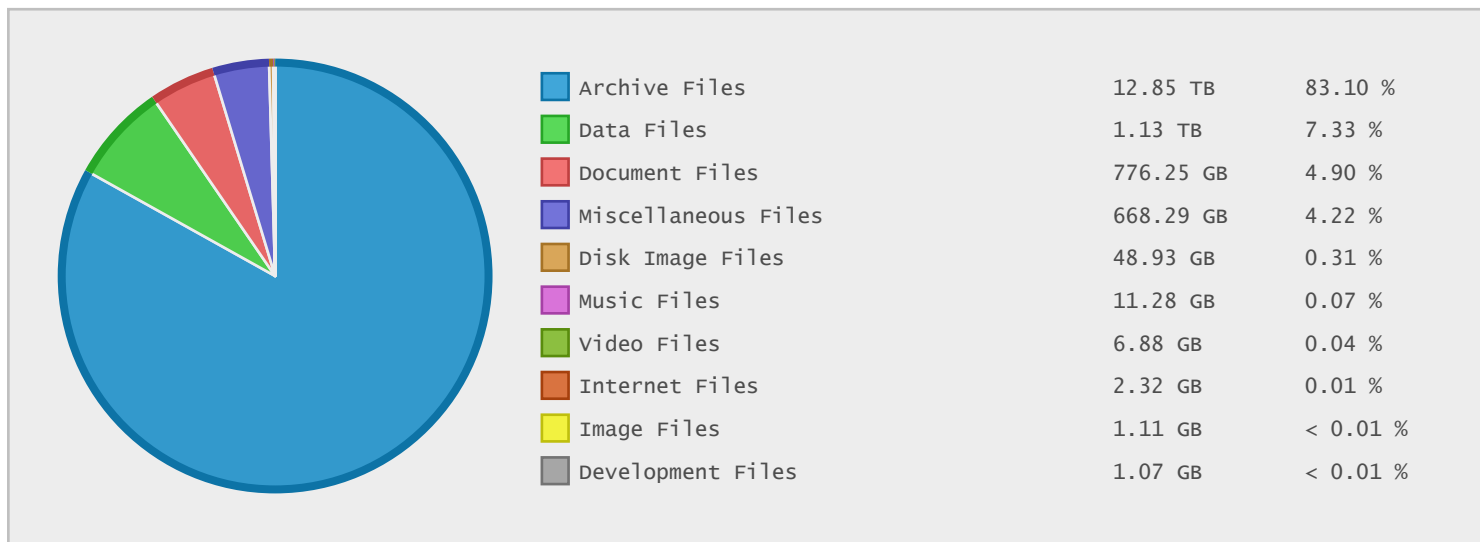 Archive Files 12.85 TB 83.10 %
Data Files 1.13 TB 7.33 %
Document Files 776.25 GB 4.90 %
Miscellaneous Files 668.29 GB 4.22 %
Disk Image Files 48.93 GB 0.31 %
Music Files 11.28 GB 0.07 %
Video Files 6.88 GB 0.04 %
Internet Files 2.32 GB 0.01 %
Image Files 1.11 GB < 0.01 %
Development Files 1.07 GB < 0.01 %